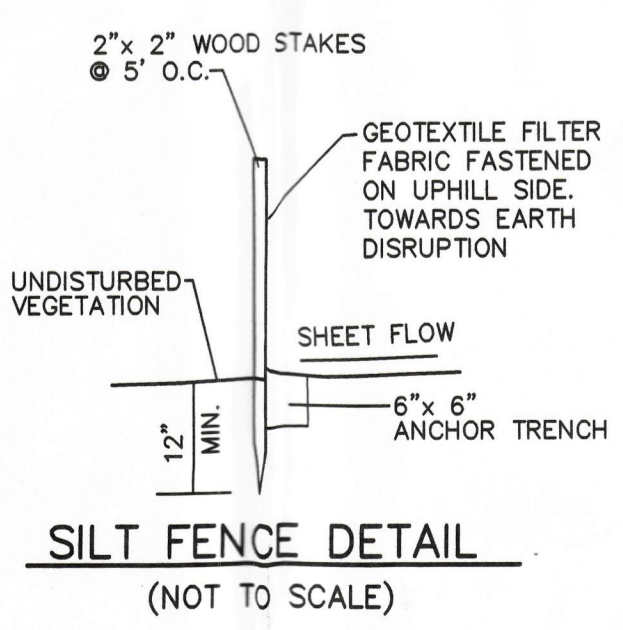 2"x 2" WOOD STAKES
@ 5' O.C.
GEOTEXTILE FILTER
FABRIC FASTENED
ON UPHILL SIDE.
TOWARDS EARTH
DISRUPTION
UNDISTURBED
VEGETATION
SHEET FLOW
6"x 6"
ANCHOR TRENCH
12"
MIN.
SILT FENCE DETAIL
(NOT TO SCALE)